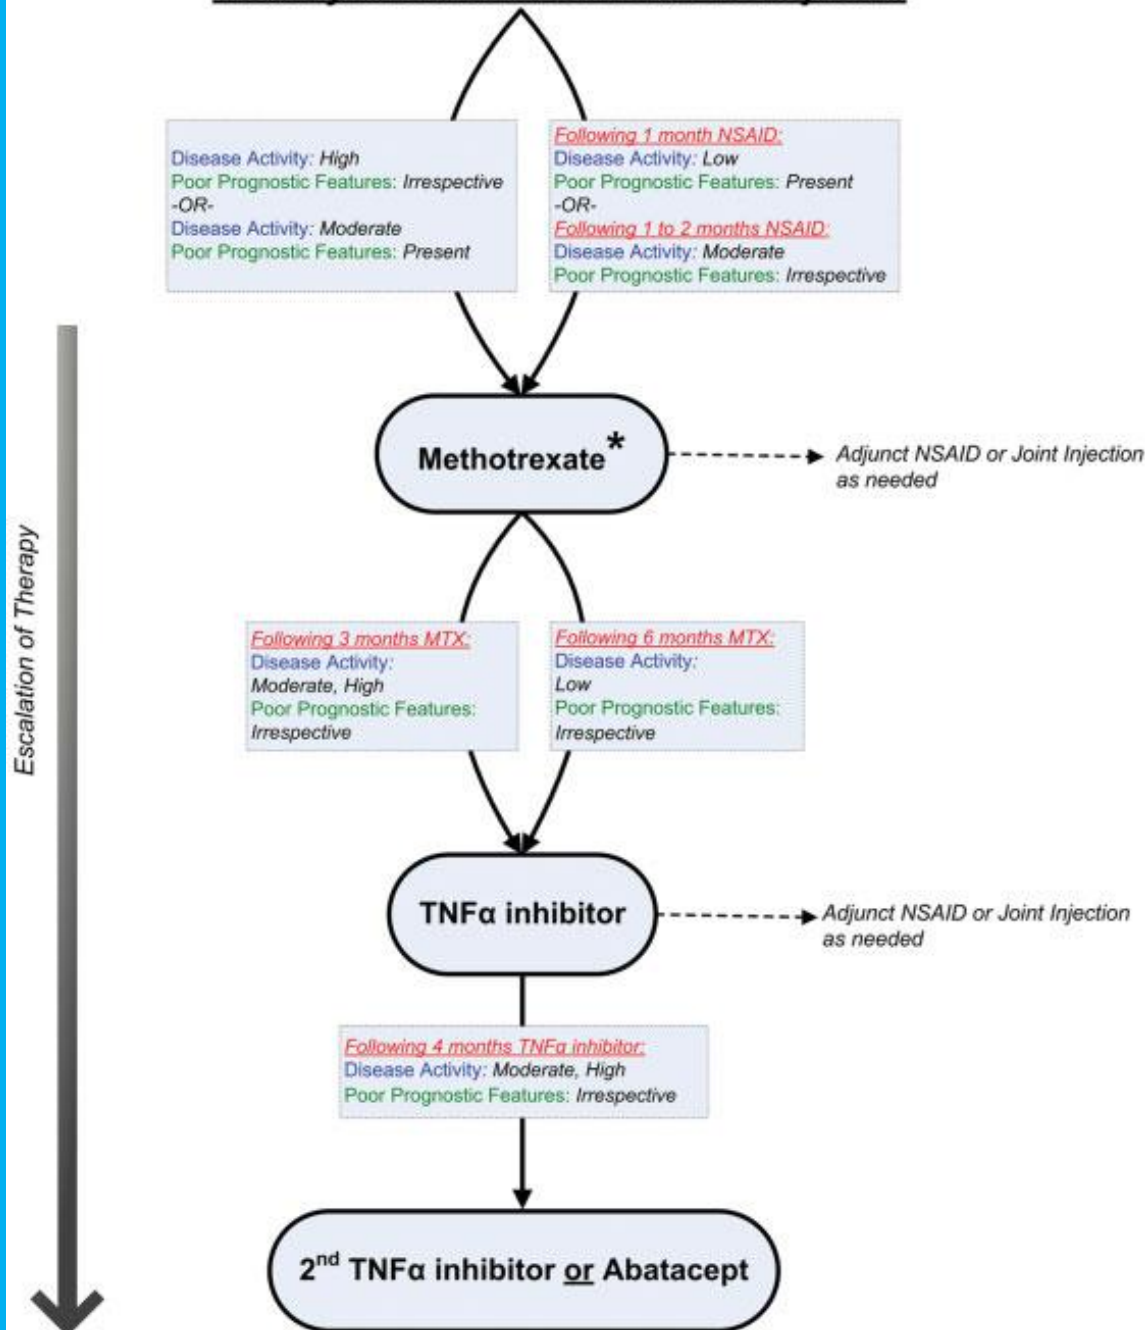 Disease Activity: High
Poor Prognostic Features: Irrespective
-OR-
Disease Activity: Moderate
Poor Prognostic Features: Present
Following 1 month NSAID:
Disease Activity: Low
Poor Prognostic Features: Present
-OR-
Following 1 to 2 months NSAID:
Disease Activity: Moderate
Poor Prognostic Features: Irrespective
Methotrexate*
Adjunct NSAID or Joint Injection
as needed
Escalation of Therapy
Following 3 months MTX:
Disease Activity:
Moderate, High
Poor Prognostic Features:
Irrespective
Following 6 months MTX:
Disease Activity:
Low
Poor Prognostic Features:
Irrespective
TNFα inhibitor
Adjunct NSAID or Joint Injection
as needed
Following 4 months TNFα inhibitor:
Disease Activity: Moderate, High
Poor Prognostic Features: Irrespective
2nd TNFα inhibitor or Abatacept